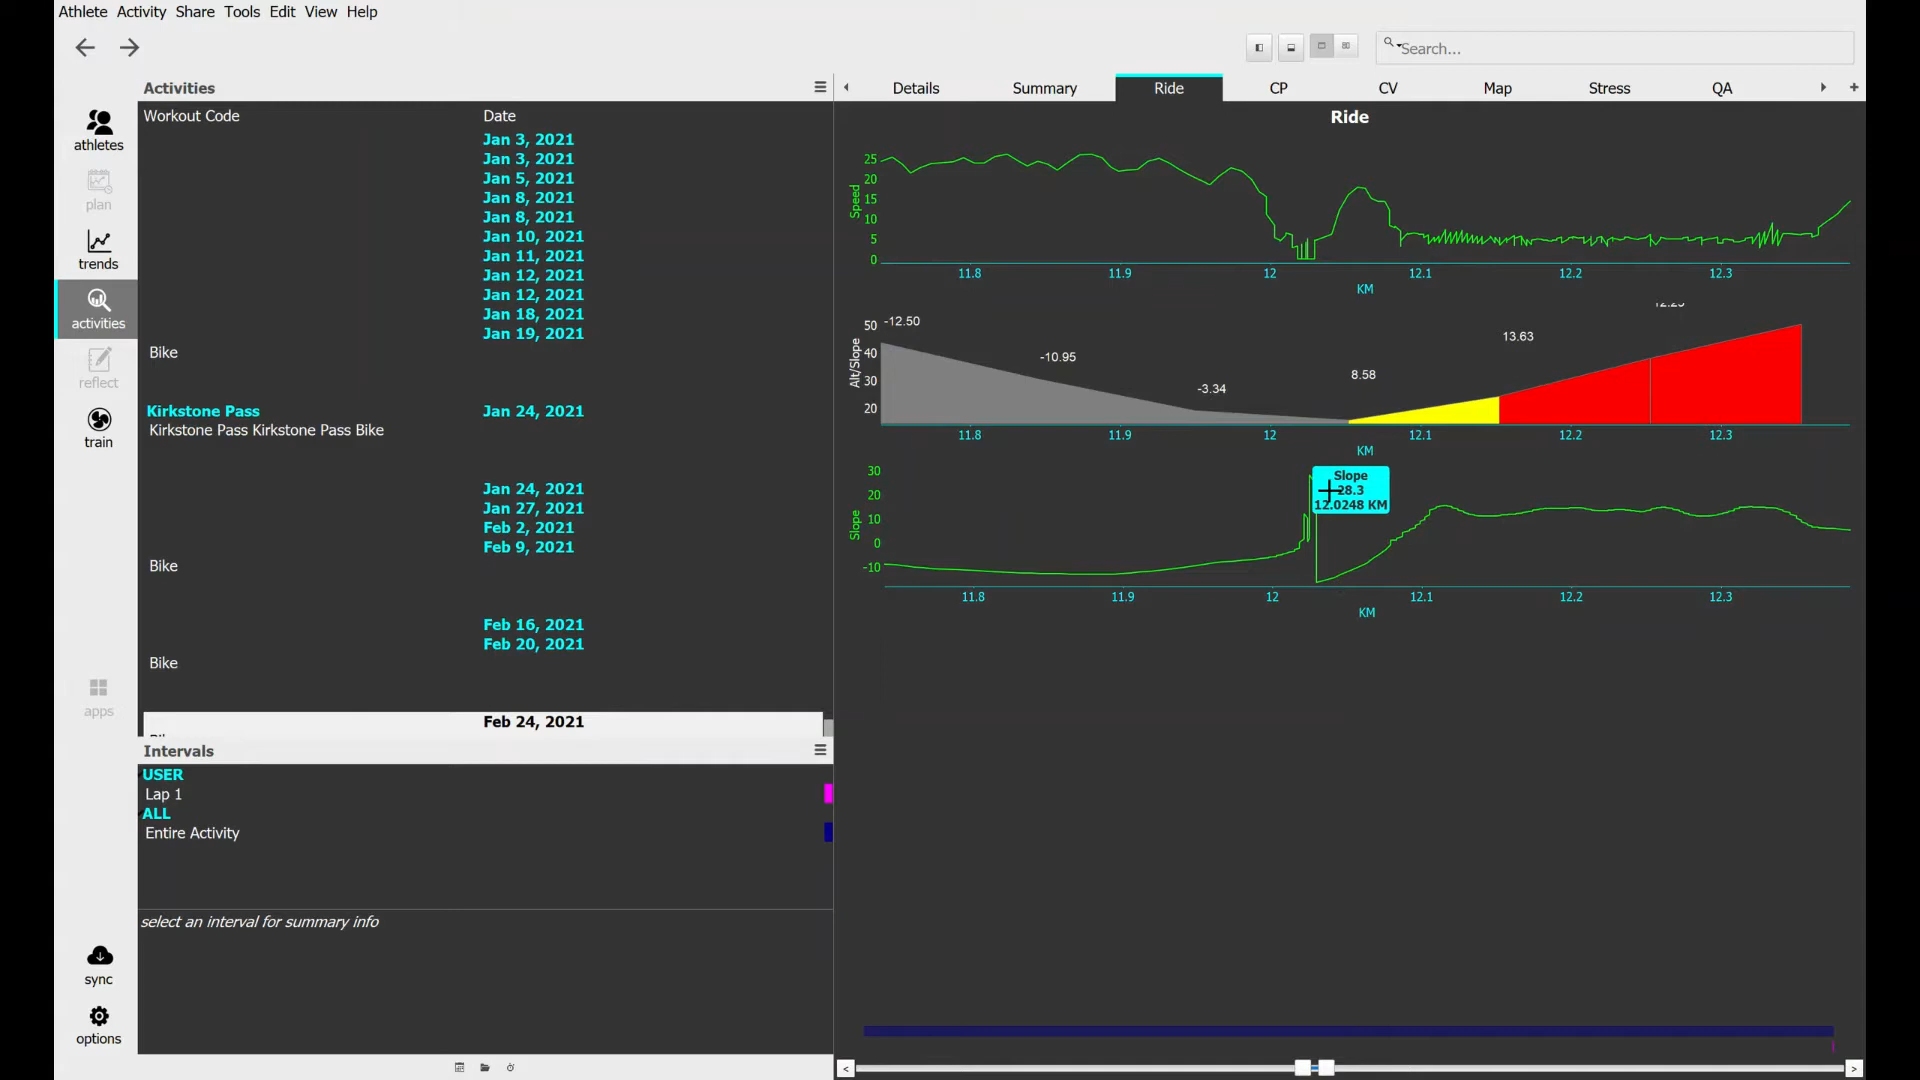 Athlete Activity Share Tools Edit View Help
Search...
Activities
Details Summary Ride CP CV Map Stress QA +
Workout Code Date
Jan 3, 2021
Jan 3, 2021
Jan 5, 2021
Jan 8, 2021
Jan 8, 2021
Jan 10, 2021
Jan 11, 2021
Jan 12, 2021
Jan 12, 2021
Jan 18, 2021
Jan 19, 2021
Bike
Kirkstone Pass Jan 24, 2021
Kirkstone Pass Kirkstone Pass Bike
Jan 24, 2021
Jan 27, 2021
Feb 2, 2021
Feb 9, 2021
Bike
Feb 16, 2021
Feb 20, 2021
Bike
Feb 24, 2021
athletes
plan
trends
activities
reflect
train
apps
sync
options
Intervals
USER
Lap 1
ALL
Entire Activity
select an interval for summary info
Ride
Speed
25
20
15
10
5
0
11.8 11.9 12 12.1 12.2 12.3
KM
Alt/Slope
50
40
30
20
-12.50
-10.95
-3.34
8.58
13.63
11.8 11.9 12 12.1 12.2 12.3
KM
Slope
30
20
10
0
-10
Slope
28.3
12.0248 KM
11.8 11.9 12 12.1 12.2 12.3
KM
< >